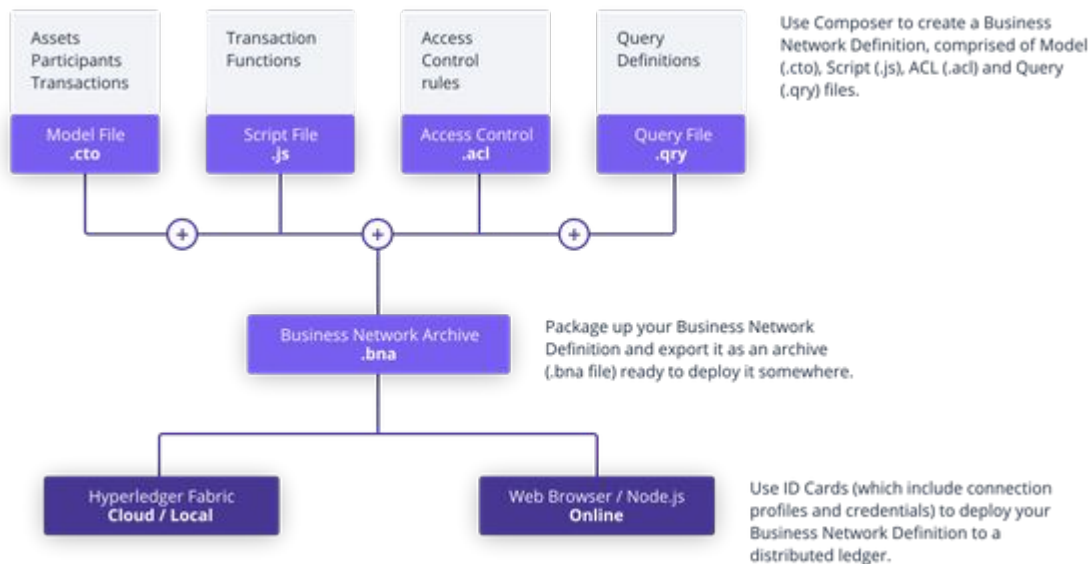 Assets
Participants
Transactions
Transaction
Functions
Access
Control
rules
Query
Definitions
Use Composer to create a Business
Network Definition, comprised of Model
(.cto), Script (.js), ACL (.acl) and Query
(.qry) files.
Model File
.cto
Script File
.js
Access Control
.acl
Query File
.qry
+
+
+
Business Network Archive
.bna
Package up your Business Network
Definition and export it as an archive
(.bna file) ready to deploy it somewhere.
Hyperledger Fabric
Cloud / Local
Web Browser / Node.js
Online
Use ID Cards (which include connection
profiles and credentials) to deploy your
Business Network Definition to a
distributed ledger.